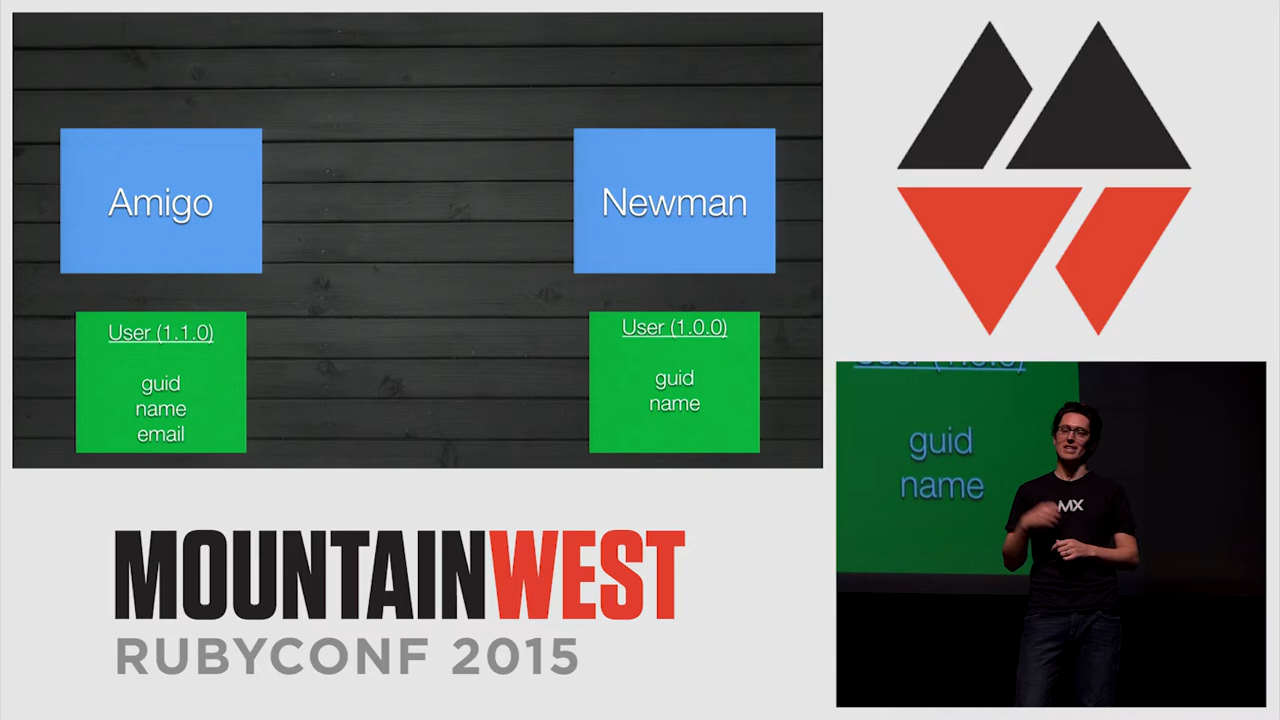 Amigo
Newman
User (1.1.0)
guid
name
email
User (1.0.0)
guid
name
MOUNTAINWEST
RUBYCONF 2015
guid
name
MX